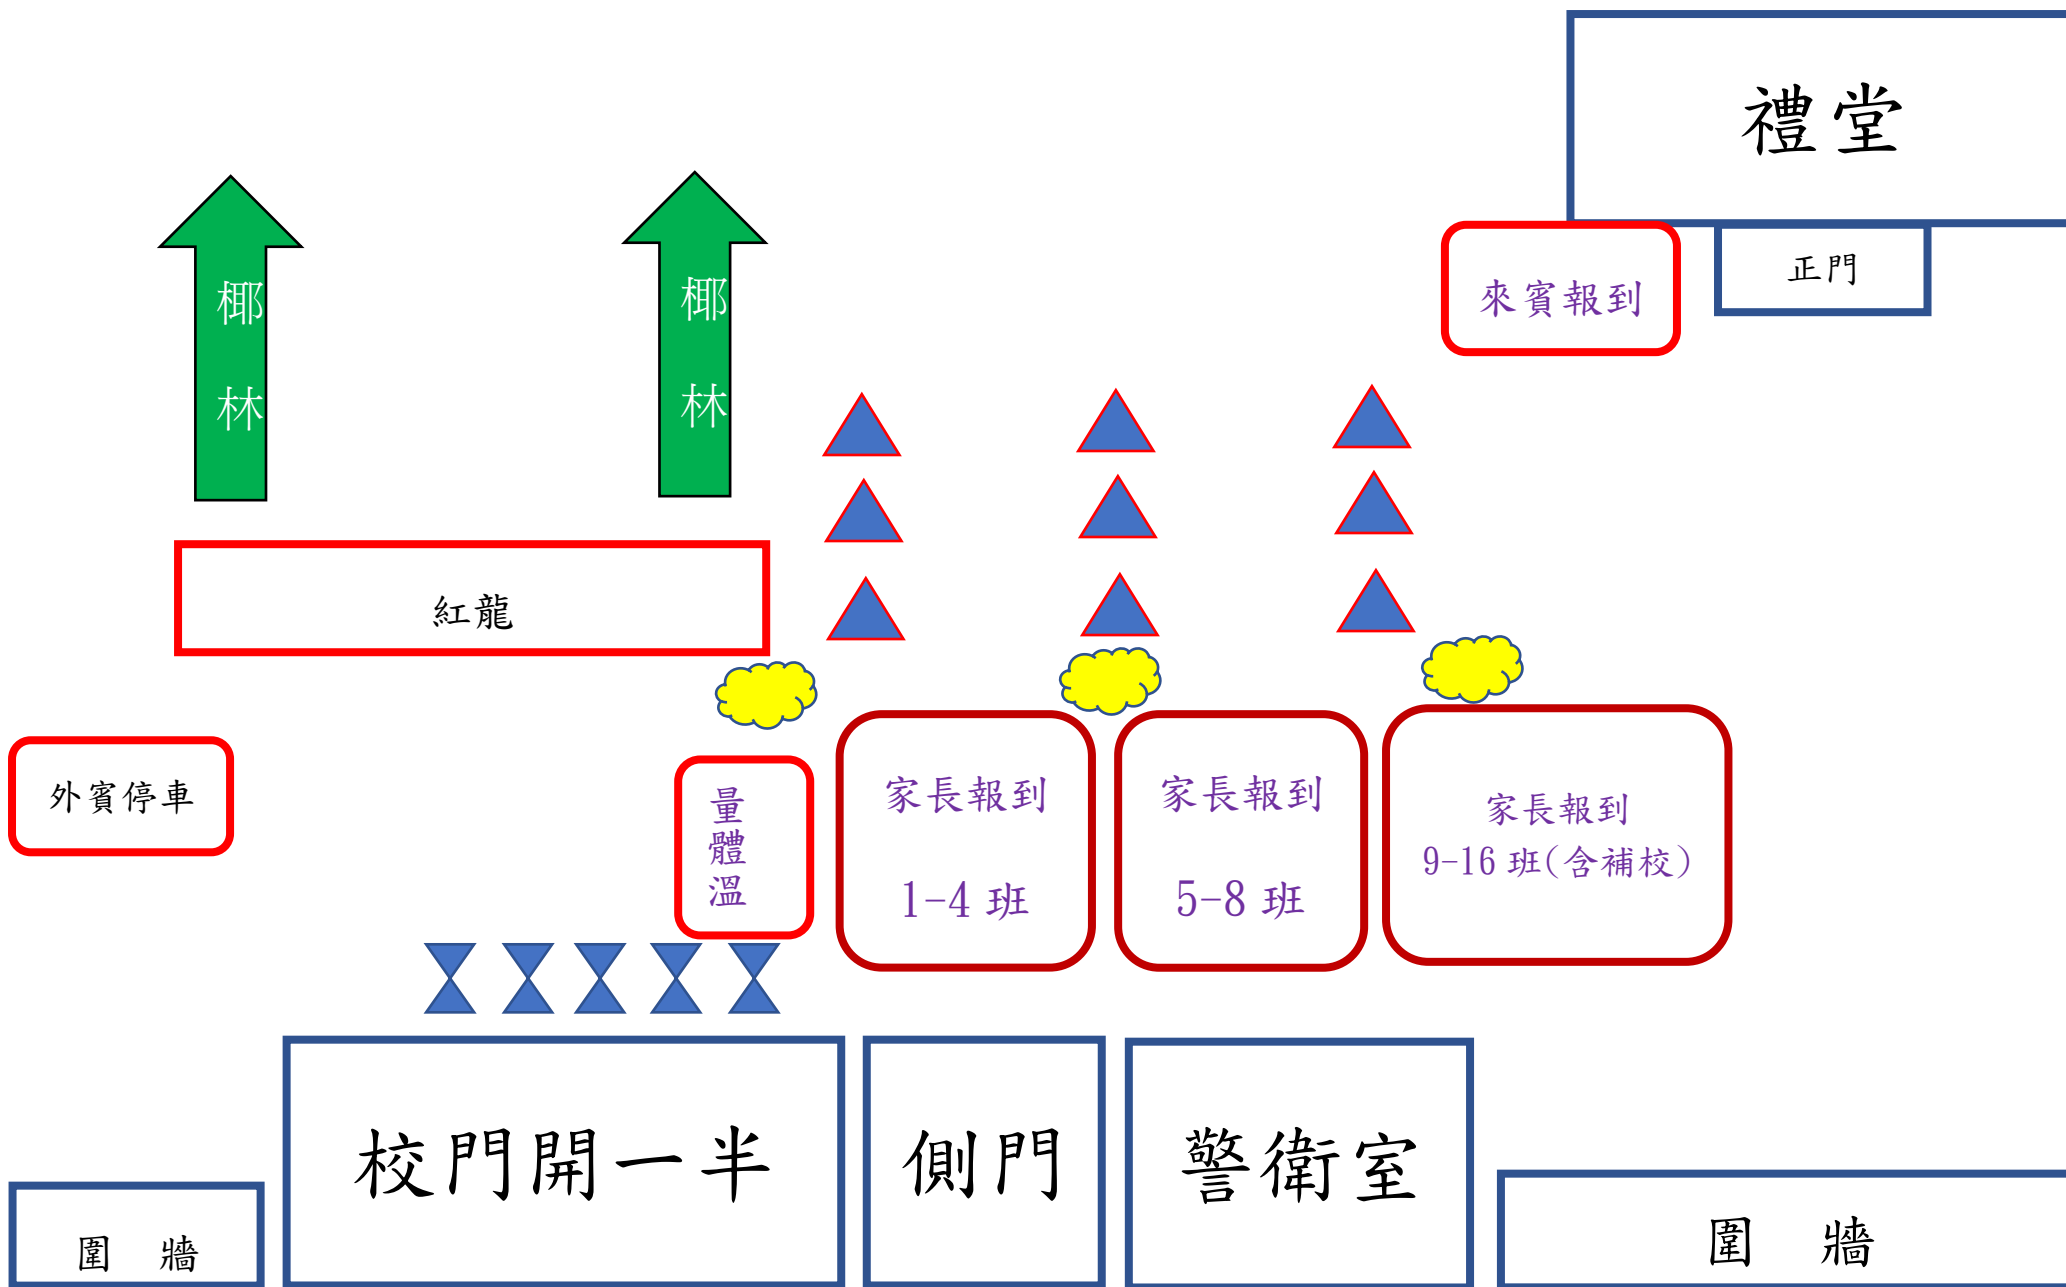 禮堂
正門
來賓報到
椰
林
椰
林
紅龍
外賓停車
量
體
溫
家長報到
1-4 班
家長報到
5-8 班
家長報到
9-16 班(含補校)
校門開一半
側門
警衛室
圍 牆
圍 牆